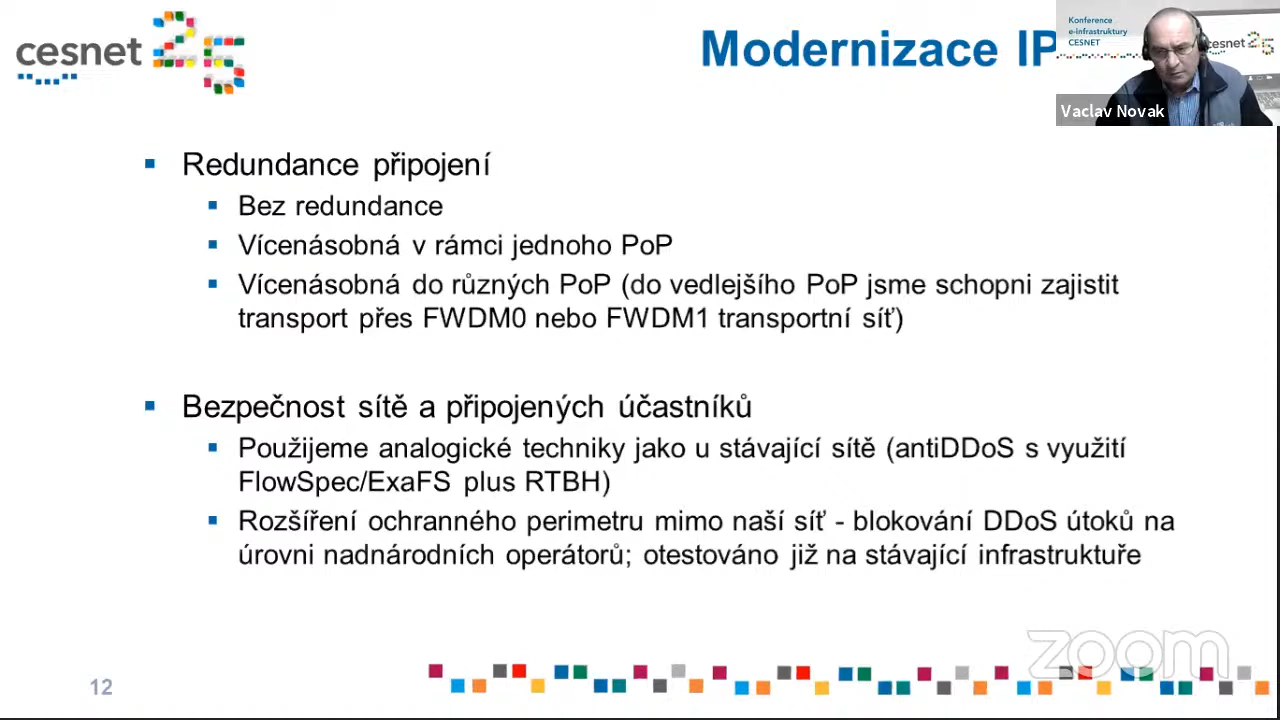 cesnet 25
Modernizace IP
Konference
e-infrastruktury
CESNET
cesnet 25
Vaclav Novak
Redundance připojení
Bez redundance
Vícenásobná v rámci jednoho PoP
Vícenásobná do různých PoP (do vedlejšího PoP jsme schopni zajistit
transport přes FWDM0 nebo FWDM1 transportní síť)
Bezpečnost sítě a připojených účastníků
Použijeme analogické techniky jako u stávající sítě (antiDDoS s využití
FlowSpec/ExaFS plus RTBH)
Rozšíření ochranného perimetru mimo naší síť - blokování DDoS útoků na
úrovni nadnárodních operátorů; otestováno již na stávající infrastruktuře
zoom
12